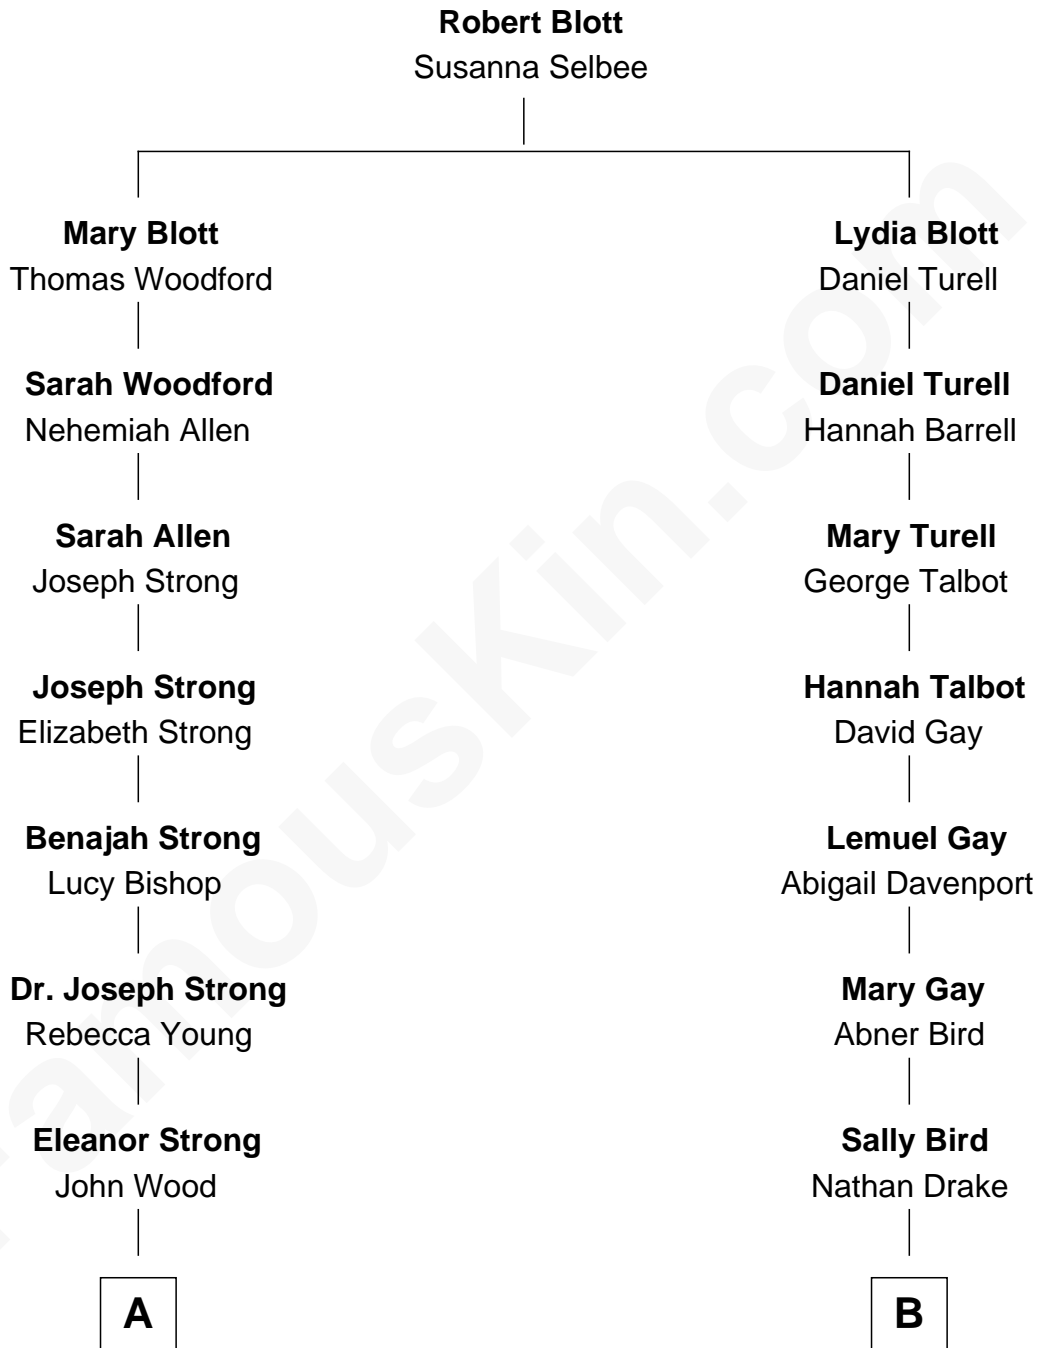 Robert Blott
Susanna Selbee
Mary Blott
Thomas Woodford
Lydia Blott
Daniel Turell
Sarah Woodford
Nehemiah Allen
Daniel Turell
Hannah Barrell
Sarah Allen
Joseph Strong
Mary Turell
George Talbot
Joseph Strong
Elizabeth Strong
Hannah Talbot
David Gay
Benajah Strong
Lucy Bishop
Lemuel Gay
Abigail Davenport
Dr. Joseph Strong
Rebecca Young
Mary Gay
Abner Bird
Eleanor Strong
John Wood
Sally Bird
Nathan Drake
A
B
FamousKin.com